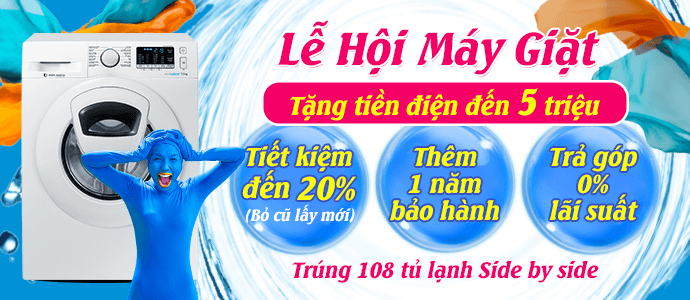 Lễ Hội Máy Giặt
Tặng tiền điện đến 5 triệu
Tiết kiệm
đến 20%
(Bỏ cũ lấy mới)
Thêm
1 năm
bảo hành
Trả góp
0%
lãi suất
Trúng 108 tủ lạnh Side by side